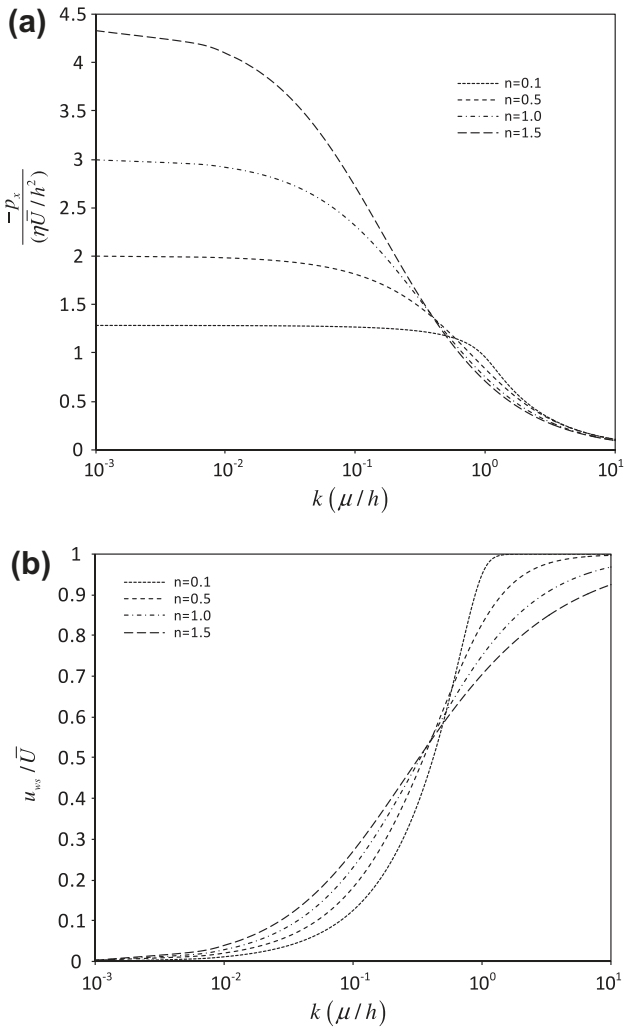 (a)
4.5
4
3.5
3
2.5
2
1.5
1
0.5
0
−pₓ
(ηU̅/h²)
n=0.1
n=0.5
n=1.0
n=1.5
10⁻³ 10⁻² 10⁻¹ 10⁰ 10¹
k(μ/h)
(b)
1
0.9
0.8
0.7
0.6
0.5
0.4
0.3
0.2
0.1
0
u_ws/U̅
n=0.1
n=0.5
n=1.0
n=1.5
10⁻³ 10⁻² 10⁻¹ 10⁰ 10¹
k(μ/h)